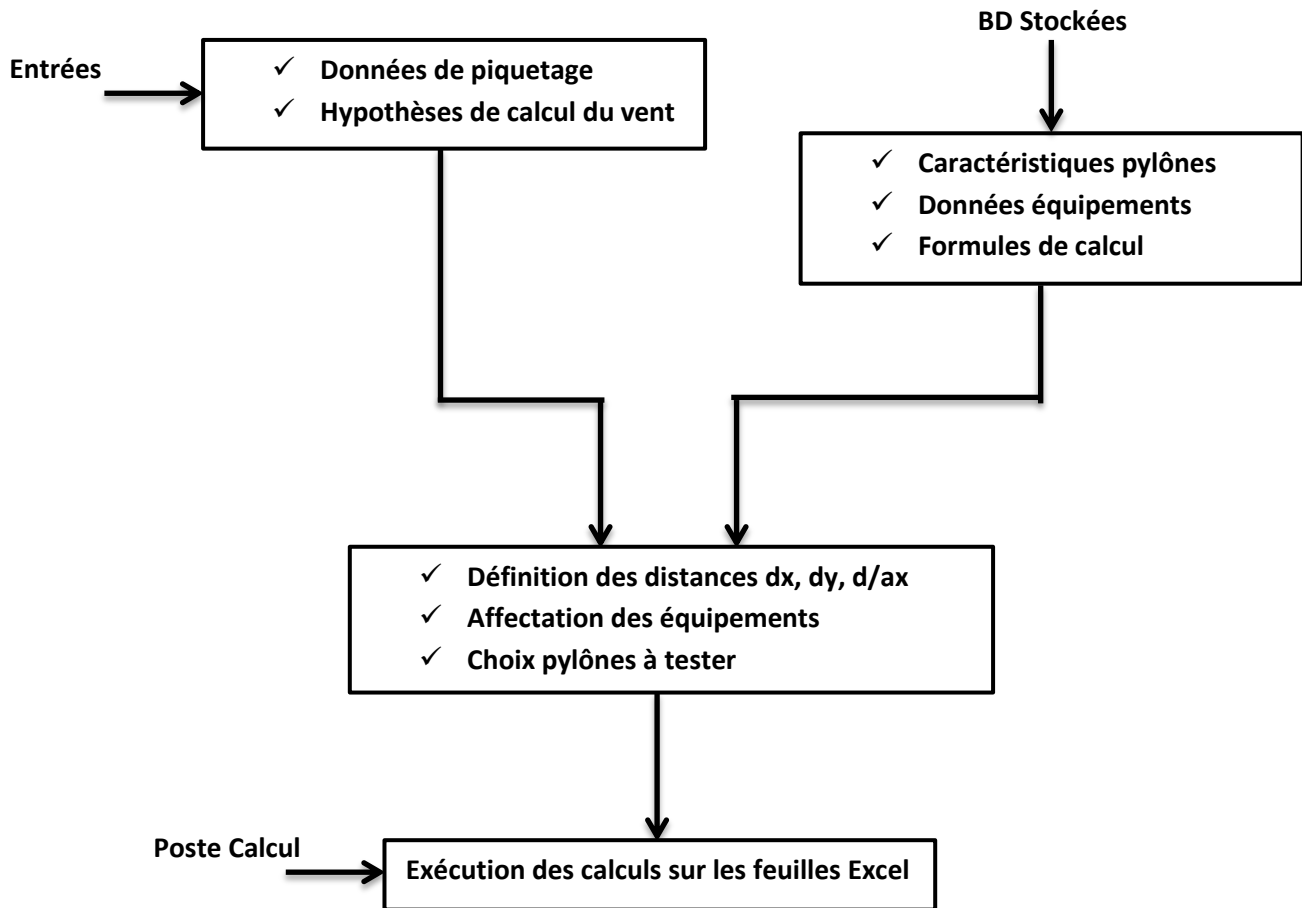 BD Stockées
Entrées
✓ Données de piquetage
✓ Hypothèses de calcul du vent
✓ Caractéristiques pylônes
✓ Données équipements
✓ Formules de calcul
✓ Définition des distances dx, dy, d/ax
✓ Affectation des équipements
✓ Choix pylônes à tester
Poste Calcul
Exécution des calculs sur les feuilles Excel